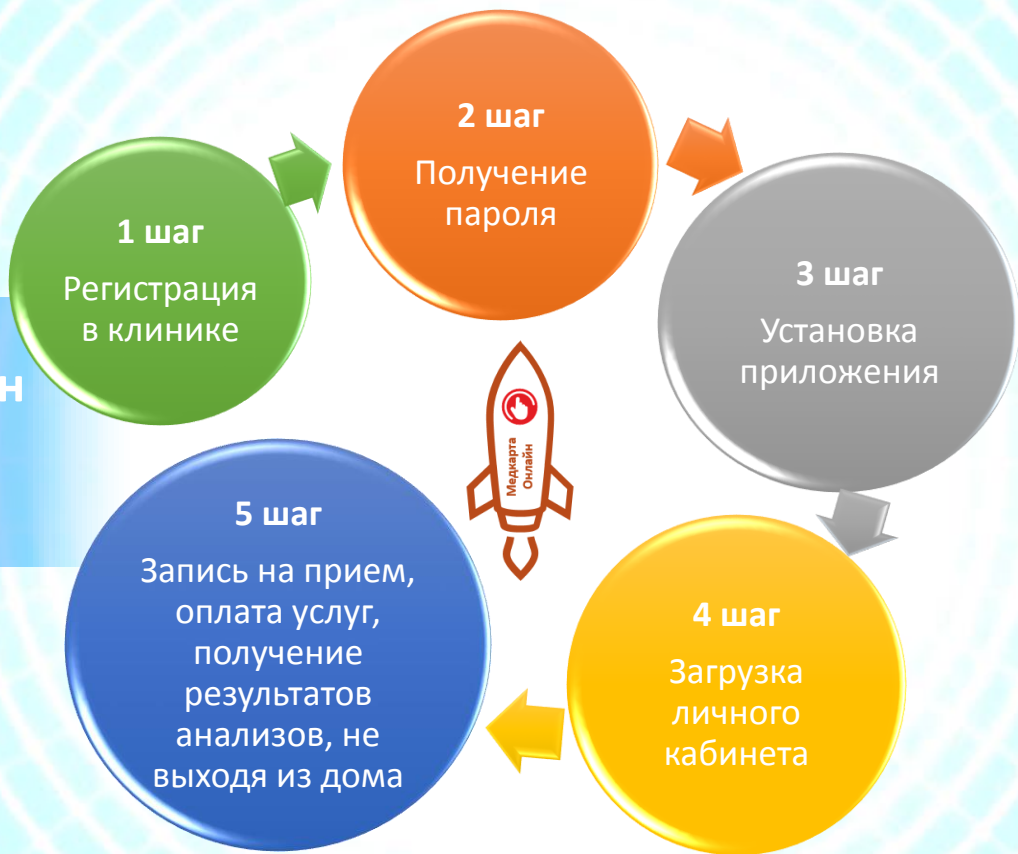 1 шаг
Регистрация
в клинике
2 шаг
Получение
пароля
3 шаг
Установка
приложения
4 шаг
Загрузка
личного
кабинета
5 шаг
Запись на прием,
оплата услуг,
получение
результатов
анализов, не
выходя из дома
Медкарта
Онлайн
н